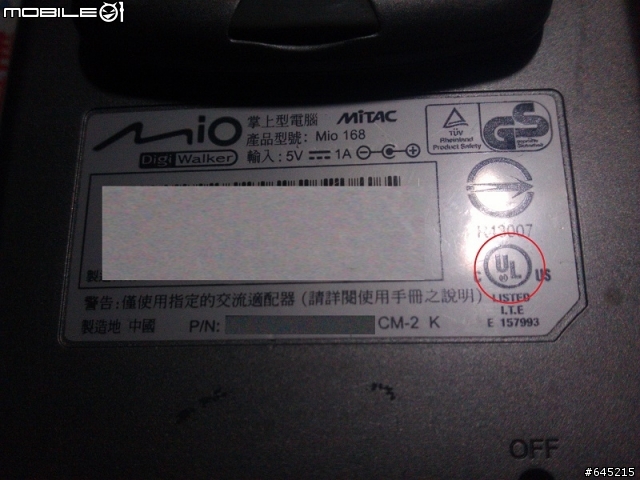 MOBILE01
Mio
DigiWalker
掌上型電腦 MiTAC
產品型號: Mio 168
輸入: 5V 1A
TÜV
Rheinland
Product Safety
GS
R13007
C UL US
LISTED
I.T.E
E 157993
警告:僅使用指定的交流適配器 (請詳閱使用手冊之說明)
製造地 中國 P/N: CM-2 K
OFF
#645215